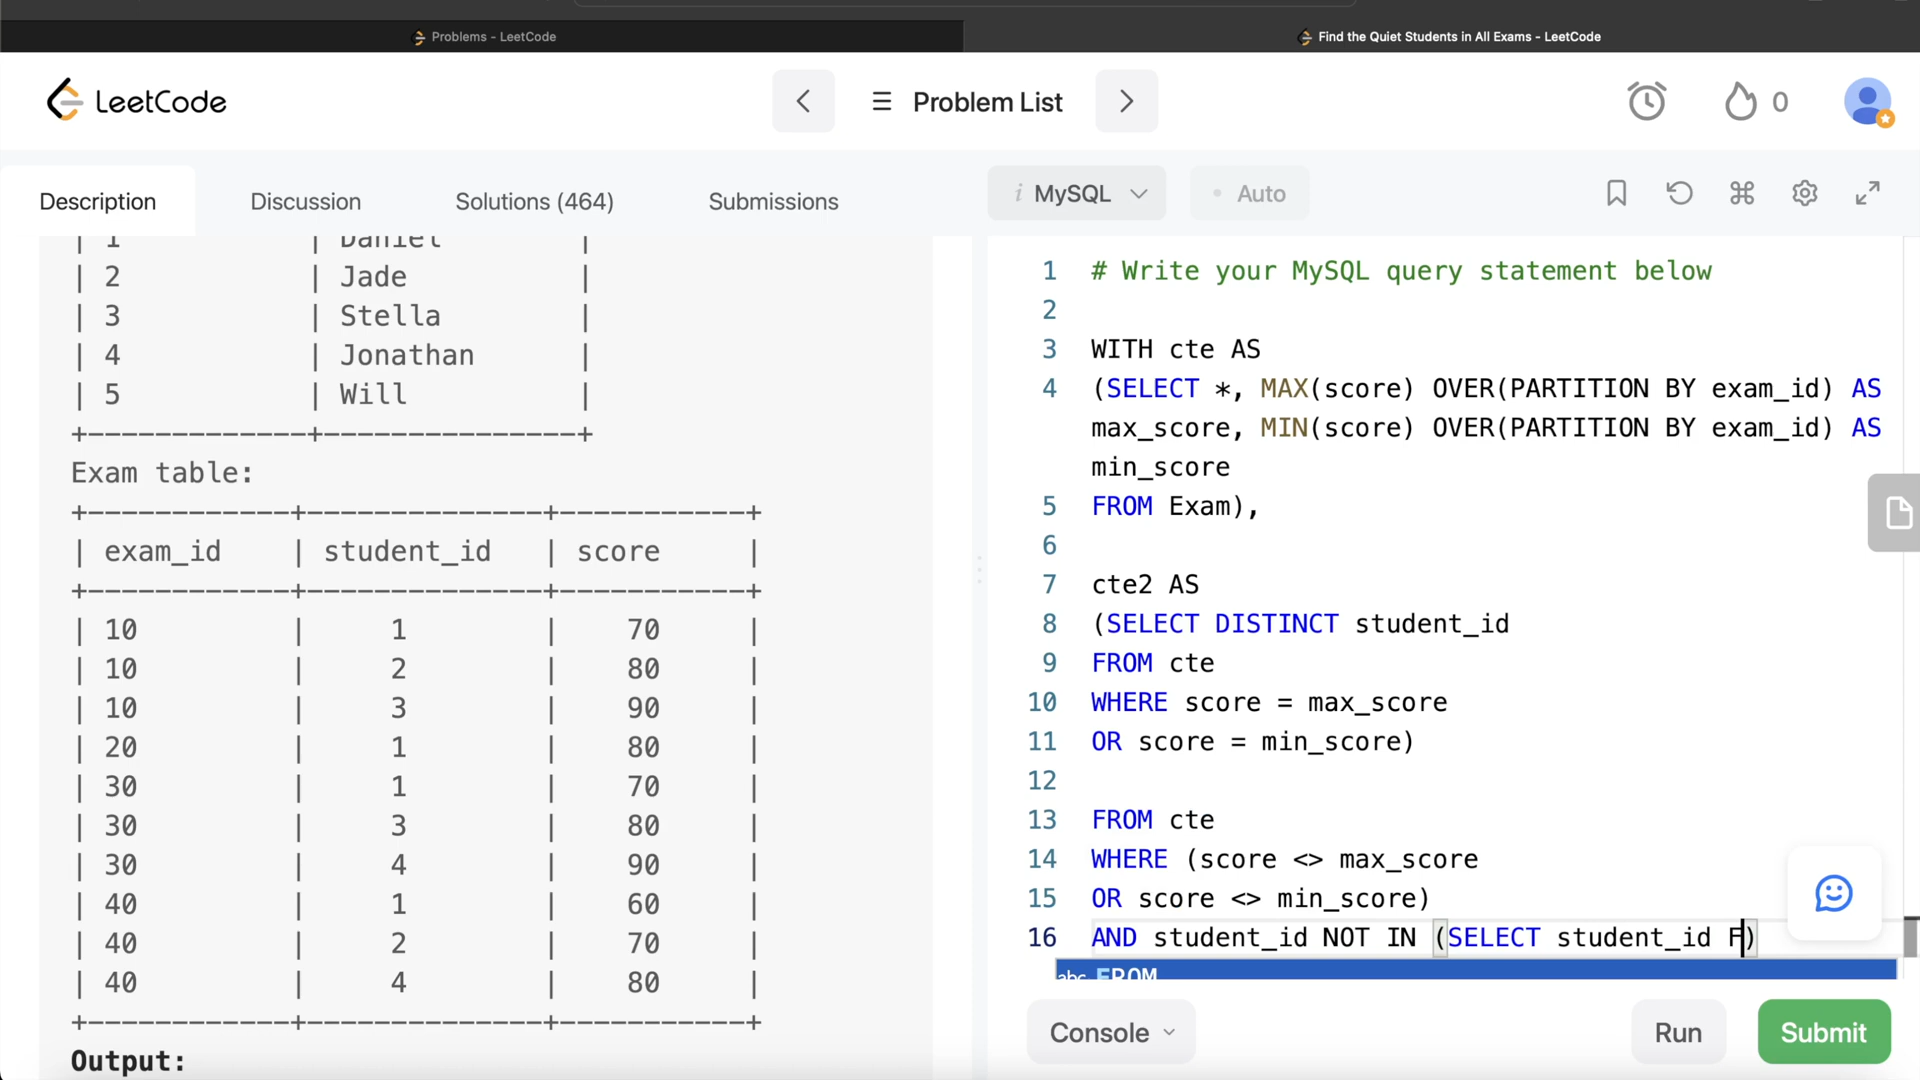 Problems - LeetCode
Find the Quiet Students in All Exams - LeetCode
LeetCode
Problem List
0
Description
Discussion
Solutions (464)
Submissions
i MySQL
Auto
| 1 | Daniel |
| 2 | Jade |
| 3 | Stella |
| 4 | Jonathan |
| 5 | Will |
+-------------+---------------+
Exam table:
+------------+--------------+-----------+
| exam_id | student_id | score |
+------------+--------------+-----------+
| 10 | 1 | 70 |
| 10 | 2 | 80 |
| 10 | 3 | 90 |
| 20 | 1 | 80 |
| 30 | 1 | 70 |
| 30 | 3 | 80 |
| 30 | 4 | 90 |
| 40 | 1 | 60 |
| 40 | 2 | 70 |
| 40 | 4 | 80 |
+------------+--------------+-----------+
Output:
1 # Write your MySQL query statement below
2
3 WITH cte AS
4 (SELECT *, MAX(score) OVER(PARTITION BY exam_id) AS
max_score, MIN(score) OVER(PARTITION BY exam_id) AS
min_score
5 FROM Exam),
6
7 cte2 AS
8 (SELECT DISTINCT student_id
9 FROM cte
10 WHERE score = max_score
11 OR score = min_score)
12
13 FROM cte
14 WHERE (score <> max_score
15 OR score <> min_score)
16 AND student_id NOT IN (SELECT student_id F)
abc FROM
Console
Run
Submit